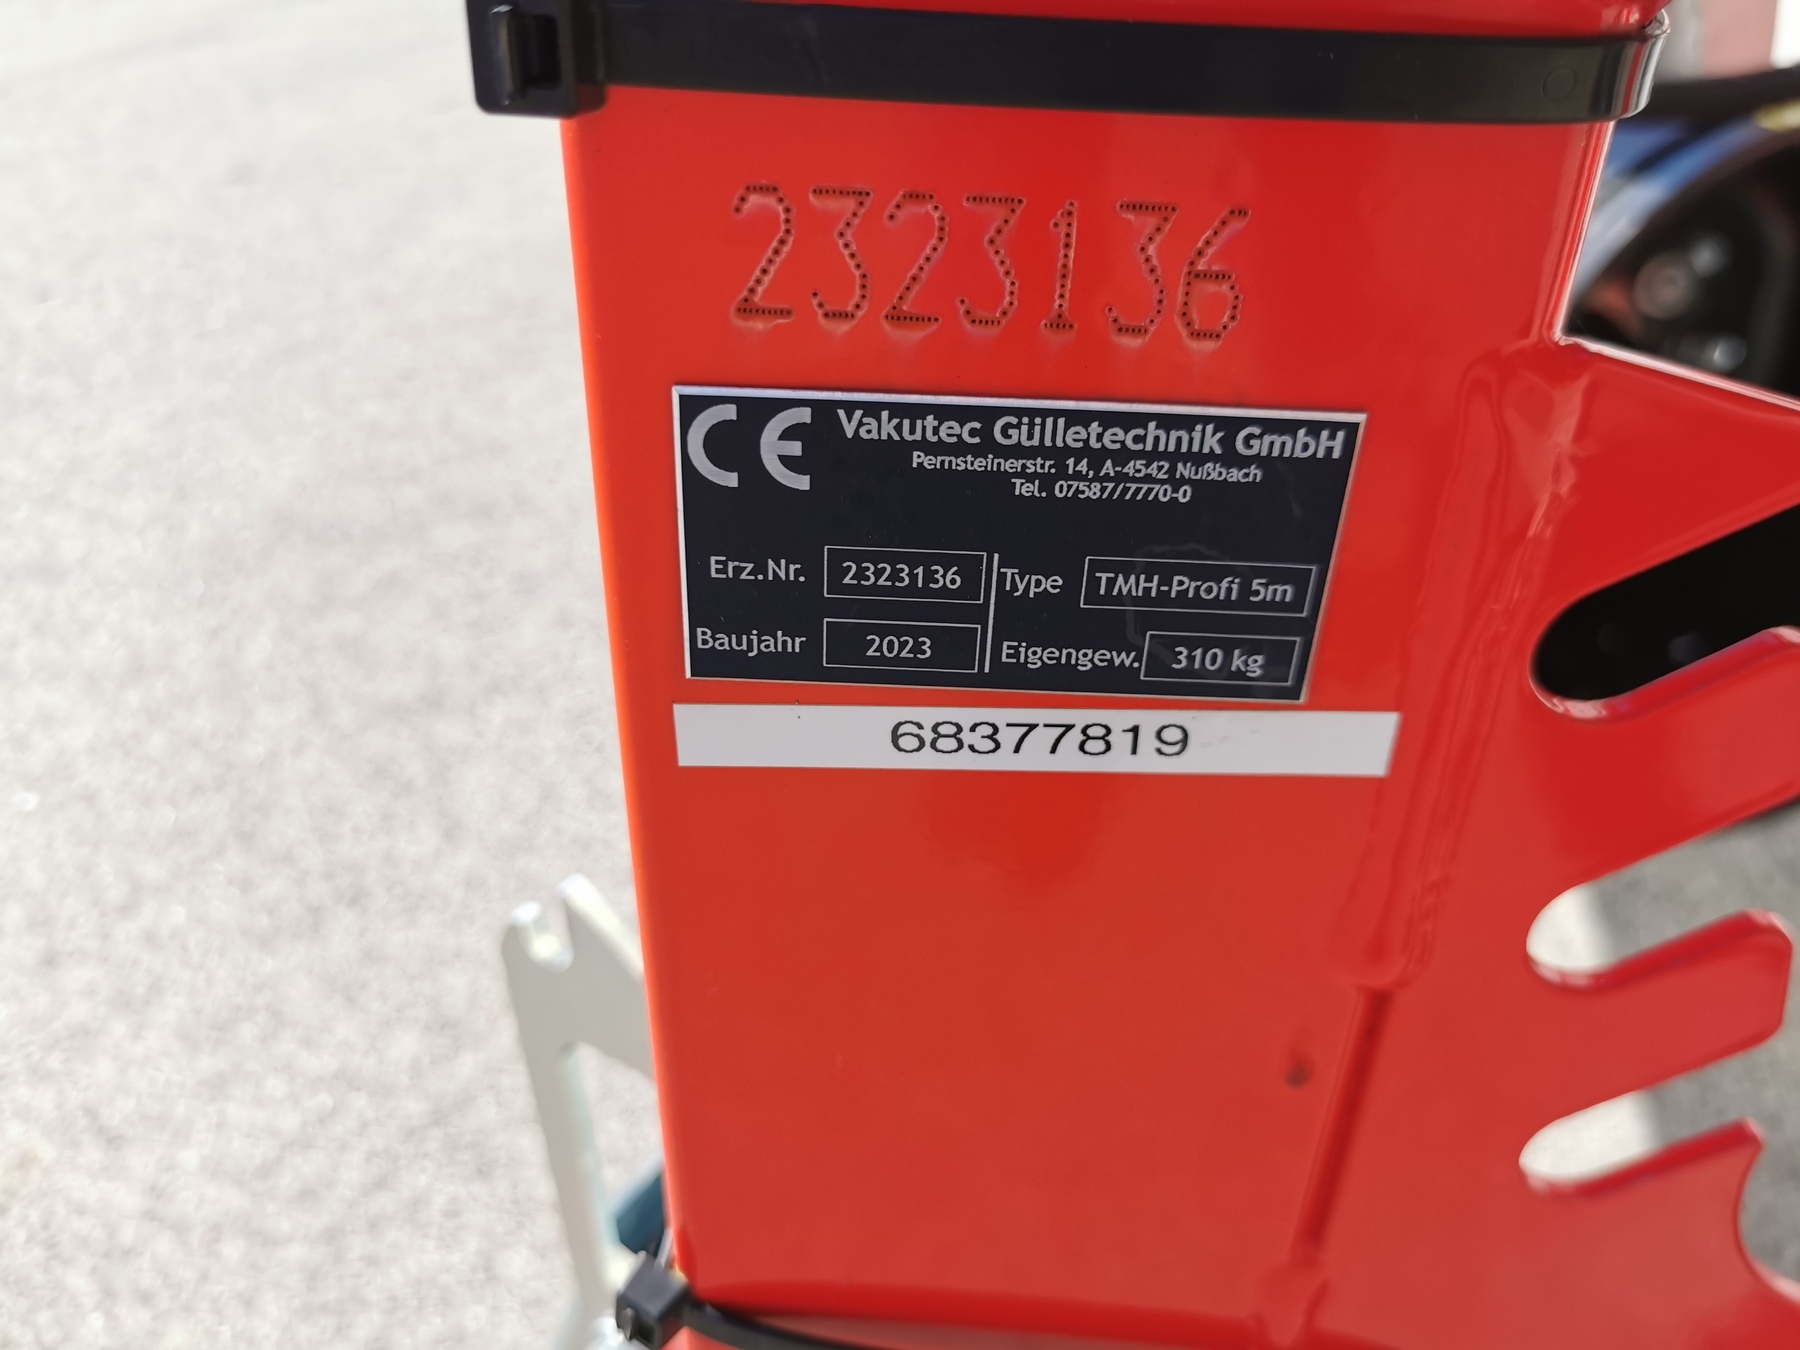 2323136
CE Vakutec Gülletechnik GmbH
Pernsteinerstr. 14, A-4542 Nußbach
Tel. 07587/7770-0
Erz.Nr. 2323136 Type TMH-Profi 5m
Baujahr 2023 Eigengew. 310 kg
68377819